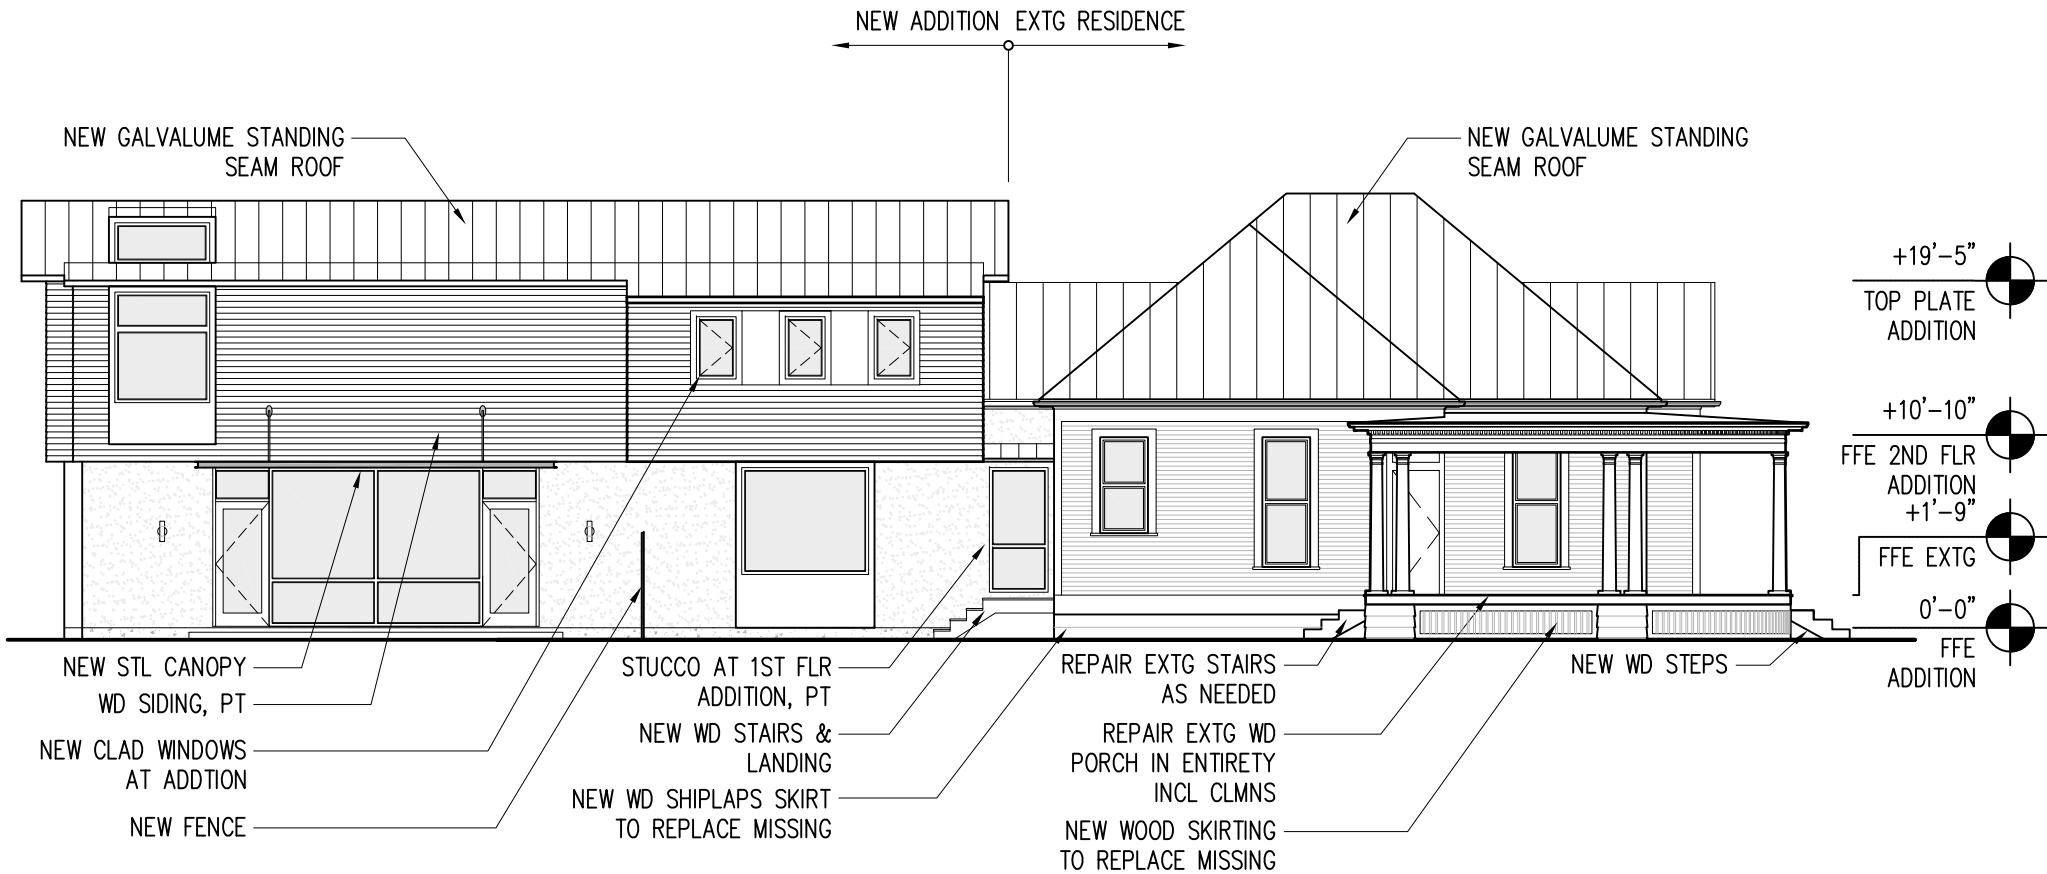 NEW ADDITION EXTG RESIDENCE
NEW GALVALUME STANDING
SEAM ROOF
NEW GALVALUME STANDING
SEAM ROOF
+19'-5"
TOP PLATE
ADDITION
+10'-10"
FFE 2ND FLR
ADDITION
+1'-9"
FFE EXTG
0'-0"
FFE
ADDITION
NEW STL CANOPY
WD SIDING, PT
NEW CLAD WINDOWS
AT ADDTION
NEW FENCE
STUCCO AT 1ST FLR
ADDITION, PT
NEW WD STAIRS &
LANDING
NEW WD SHIPLAPS SKIRT
TO REPLACE MISSING
REPAIR EXTG STAIRS
AS NEEDED
REPAIR EXTG WD
PORCH IN ENTIRETY
INCL CLMNS
NEW WOOD SKIRTING
TO REPLACE MISSING
NEW WD STEPS